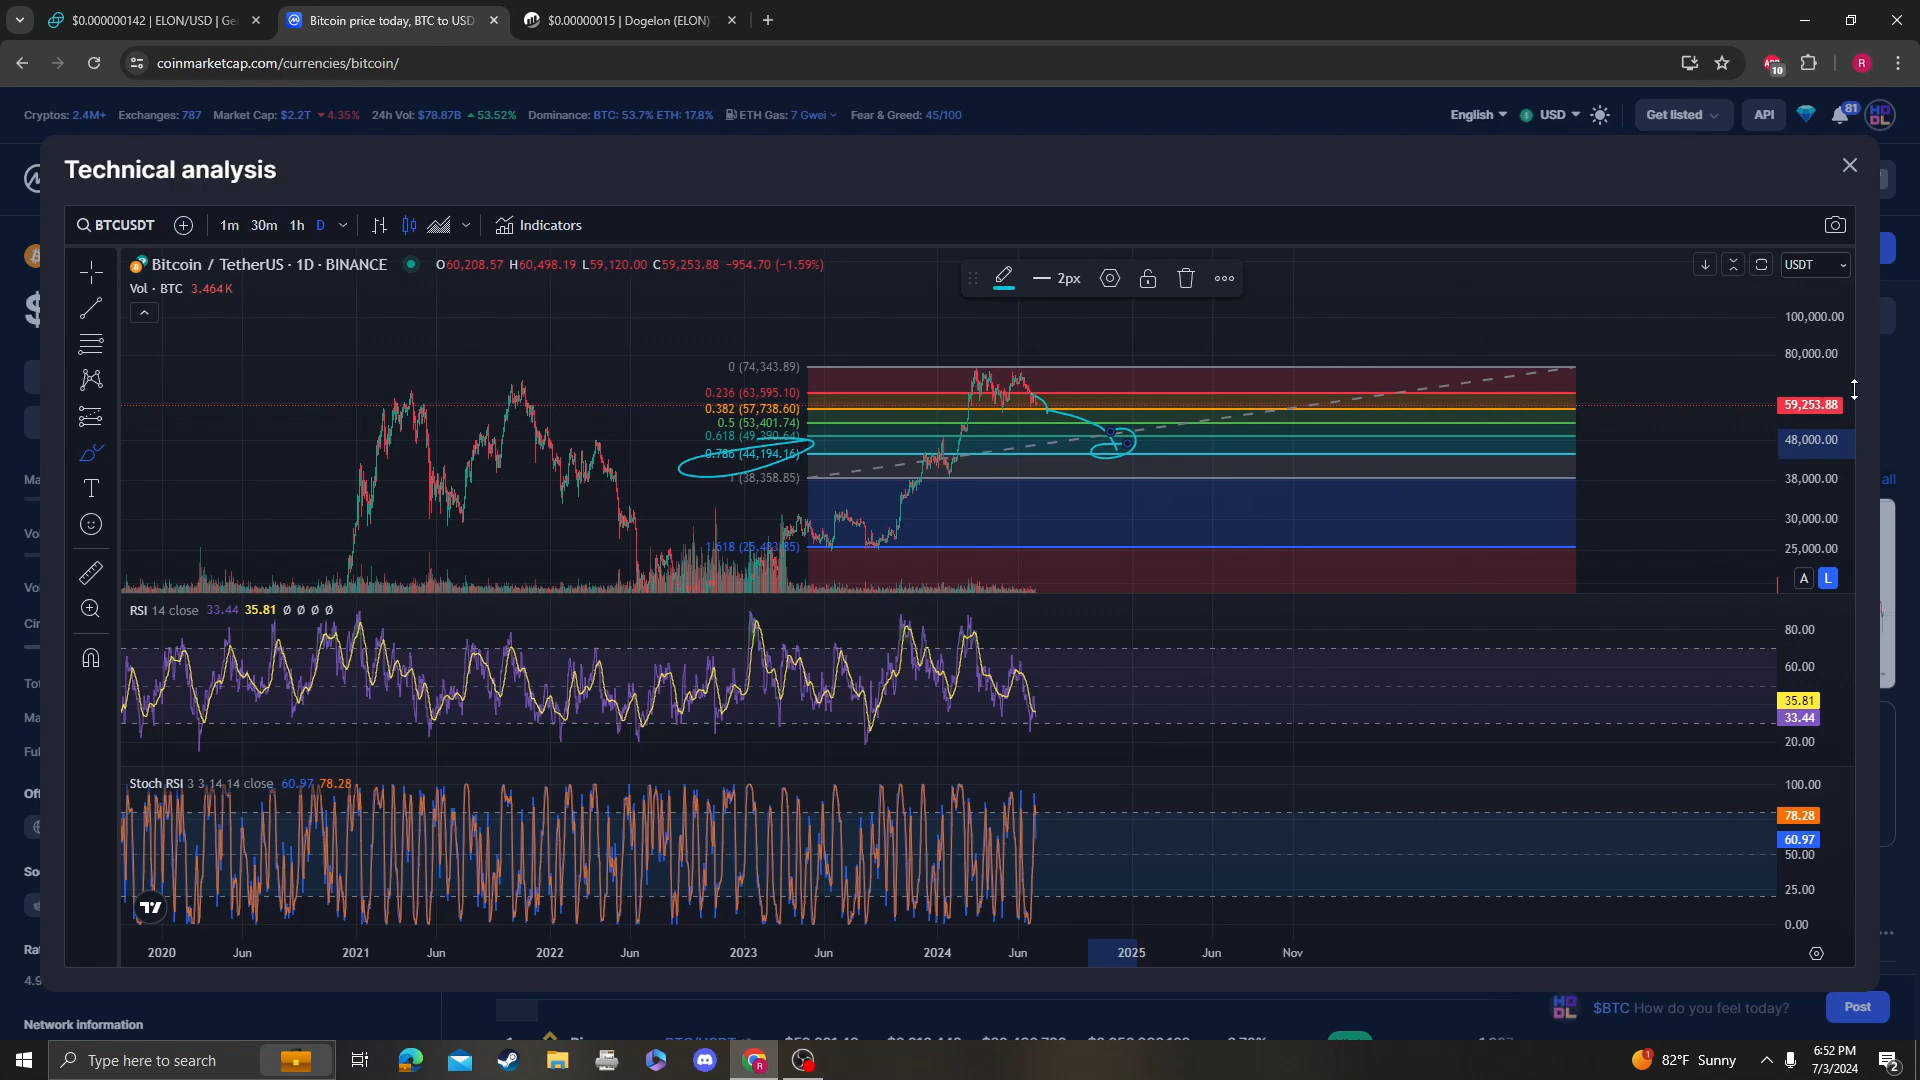 $0.000000142 | ELON/USD | Ge
Bitcoin price today, BTC to USD
$0.00000015 | Dogelon (ELON)
coinmarketcap.com/currencies/bitcoin/
10
R
Cryptos: 2.4M+ Exchanges: 787 Market Cap: $2.2T 4.35% 24h Vol: $78.87B 53.52% Dominance: BTC: 53.7% ETH: 17.8% ETH Gas: 7 Gwei Fear & Greed: 45/100
English USD Get listed API 81
Technical analysis
BTCUSDT 1m 30m 1h D Indicators
Bitcoin / TetherUS · 1D · BINANCE O60,208.57 H60,498.19 L59,120.00 C59,253.88 -954.70 (-1.59%)
Vol · BTC 3.464K
2px
USDT
100,000.00
80,000.00
59,253.88
48,000.00
38,000.00
30,000.00
25,000.00
A L
0 (74,343.89)
0.236 (63,595.10)
0.382 (57,738.60)
0.5 (53,401.74)
0.618 (49,390.64)
0.786 (44,194.16)
1 (38,358.85)
RSI 14 close 33.44 35.81 Ø Ø Ø Ø
80.00
60.00
35.81
33.44
20.00
Stoch RSI 3 3 14 14 close 60.97 78.28
100.00
78.28
60.97
50.00
25.00
0.00
2020 Jun 2021 Jun 2022 Jun 2023 Jun 2024 Jun 2025 Jun Nov
Network information
$BTC How do you feel today?
Post
Type here to search
82°F Sunny
6:52 PM
7/3/2024
2